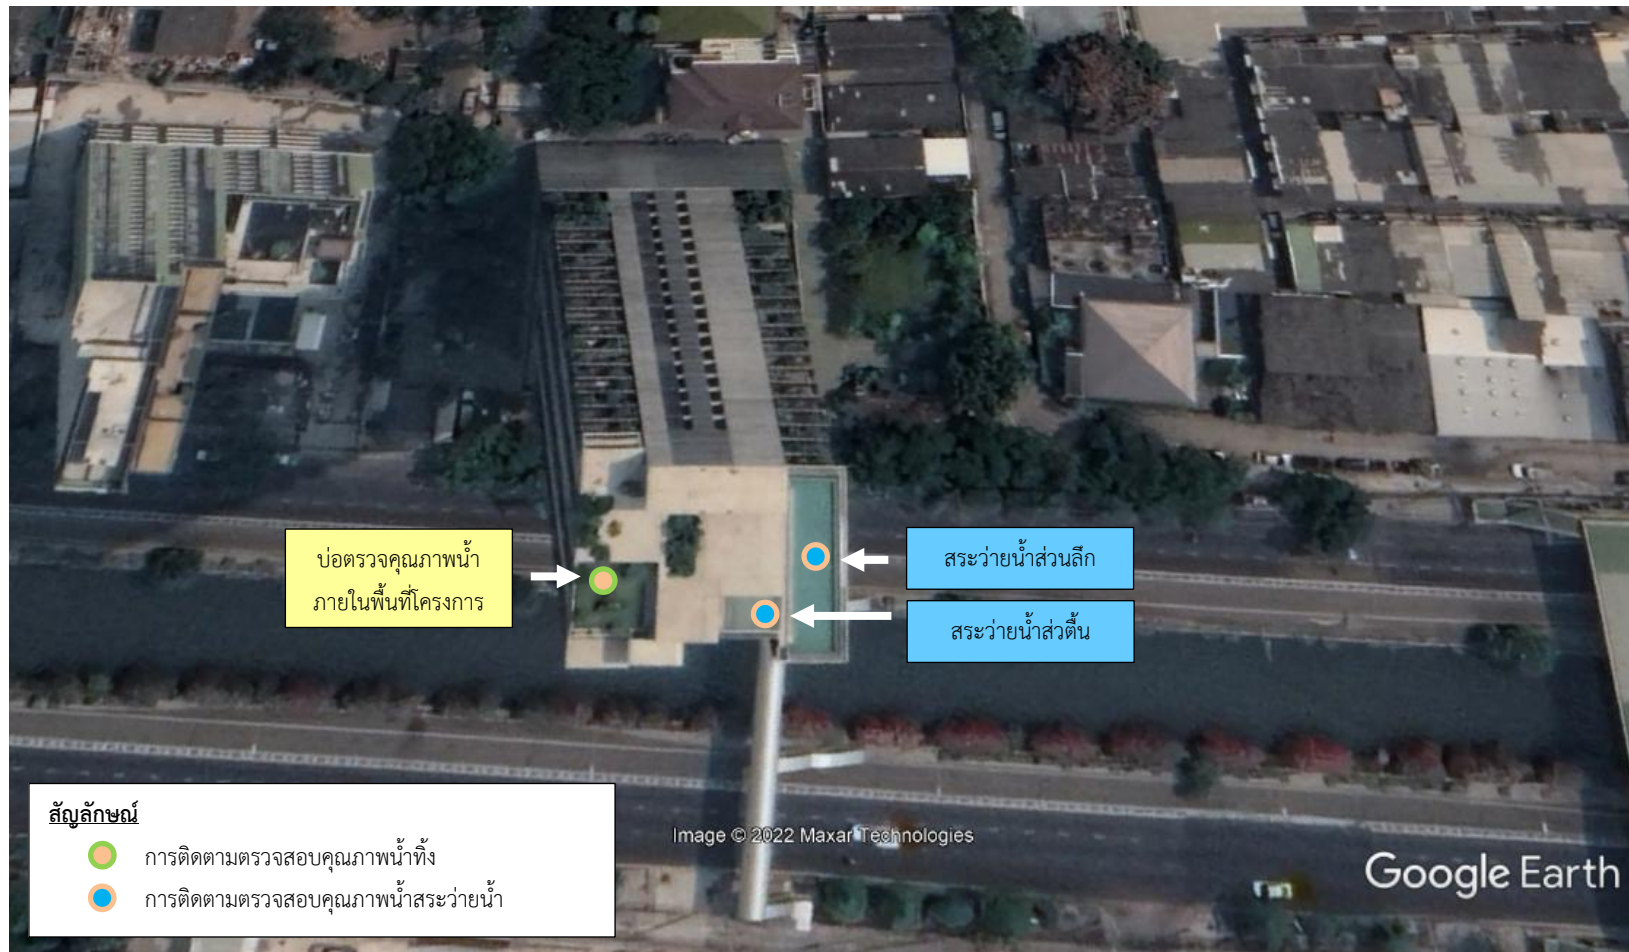 บ่อตรวจคุณภาพน้ำ
ภายในพื้นที่โครงการ
สระว่ายน้ำส่วนลึก
สระว่ายน้ำส่วตื้น
สัญลักษณ์
การติดตามตรวจสอบคุณภาพน้ำทิ้ง
การติดตามตรวจสอบคุณภาพน้ำสระว่ายน้ำ
Image © 2022 Maxar Technologies
Google Earth